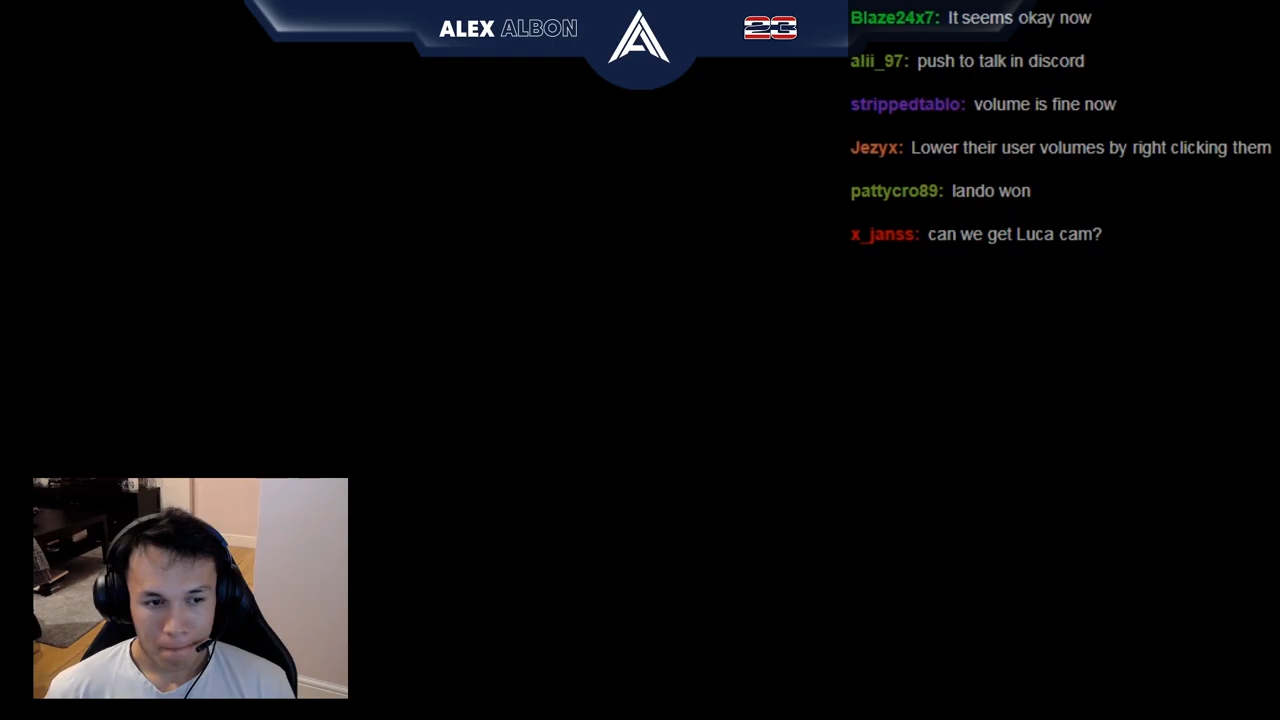 ALEX ALBON
23
Blaze24x7: It seems okay now
alii_97: push to talk in discord
strippedtablo: volume is fine now
Jezyx: Lower their user volumes by right clicking them
pattycro89: lando won
x_janss: can we get Luca cam?